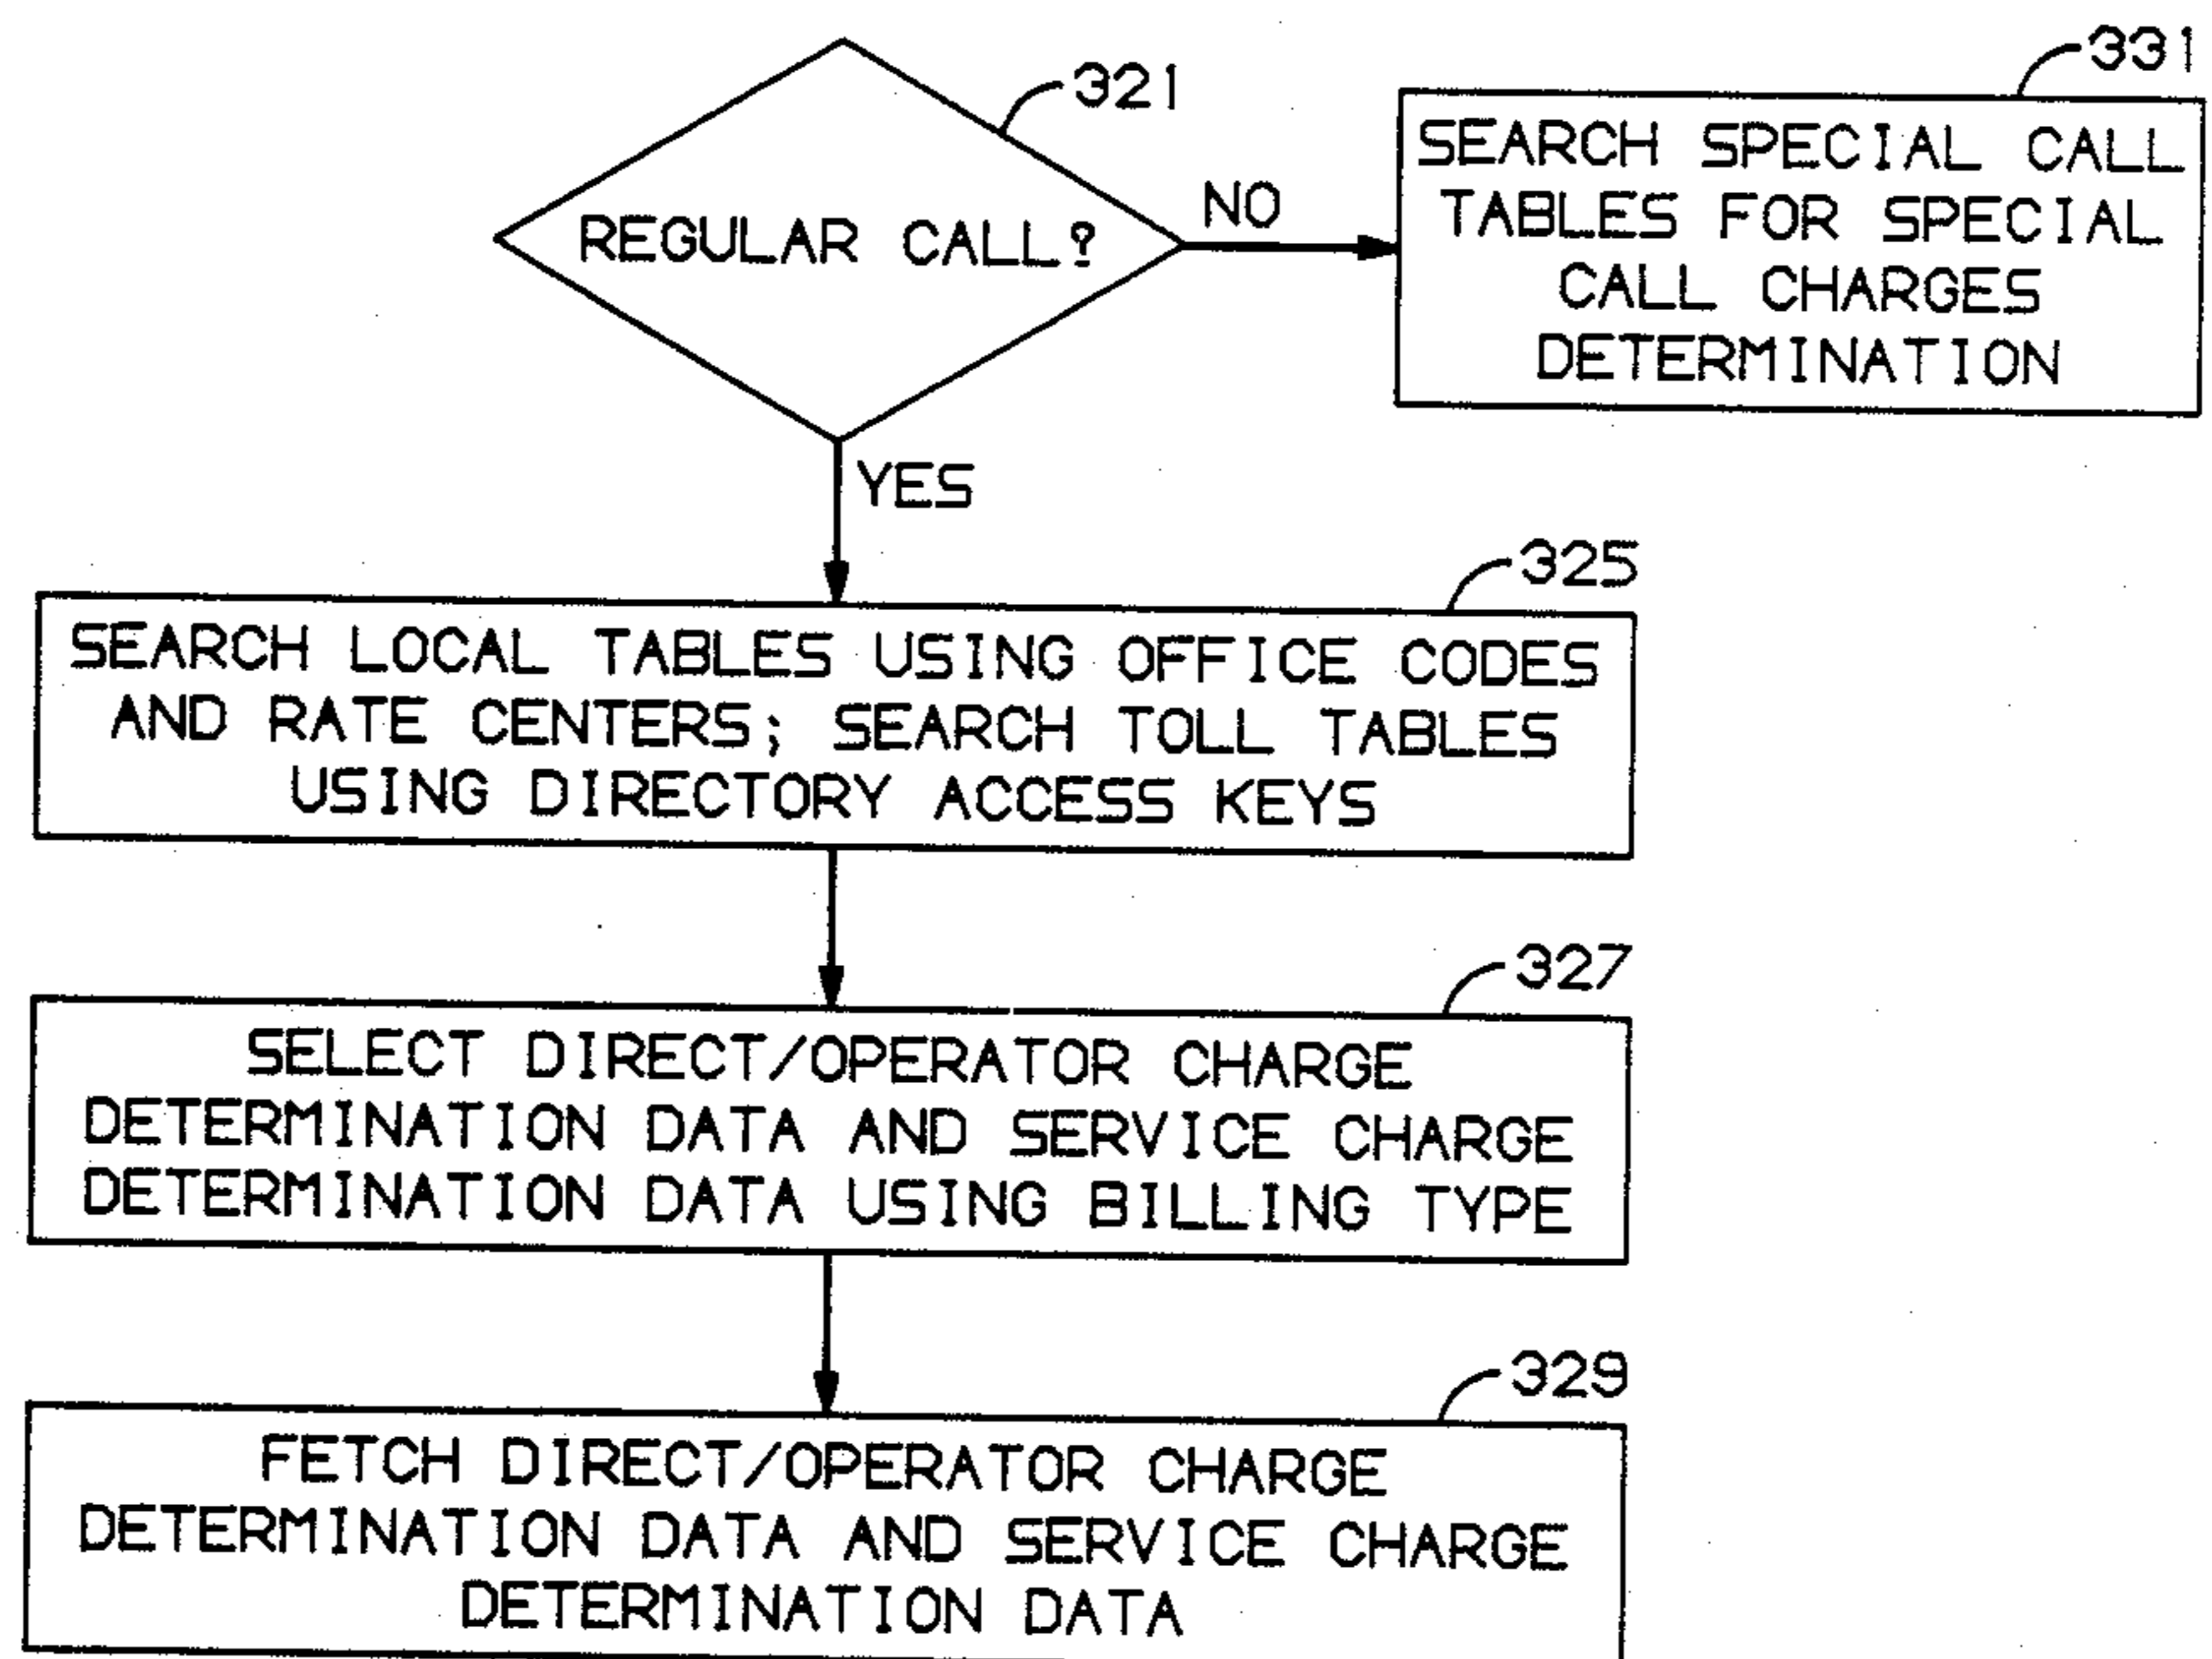 321
REGULAR CALL?
NO
331
SEARCH SPECIAL CALL
TABLES FOR SPECIAL
CALL CHARGES
DETERMINATION
YES
325
SEARCH LOCAL TABLES USING OFFICE CODES
AND RATE CENTERS; SEARCH TOLL TABLES
USING DIRECTORY ACCESS KEYS
327
SELECT DIRECT/OPERATOR CHARGE
DETERMINATION DATA AND SERVICE CHARGE
DETERMINATION DATA USING BILLING TYPE
329
FETCH DIRECT/OPERATOR CHARGE
DETERMINATION DATA AND SERVICE CHARGE
DETERMINATION DATA